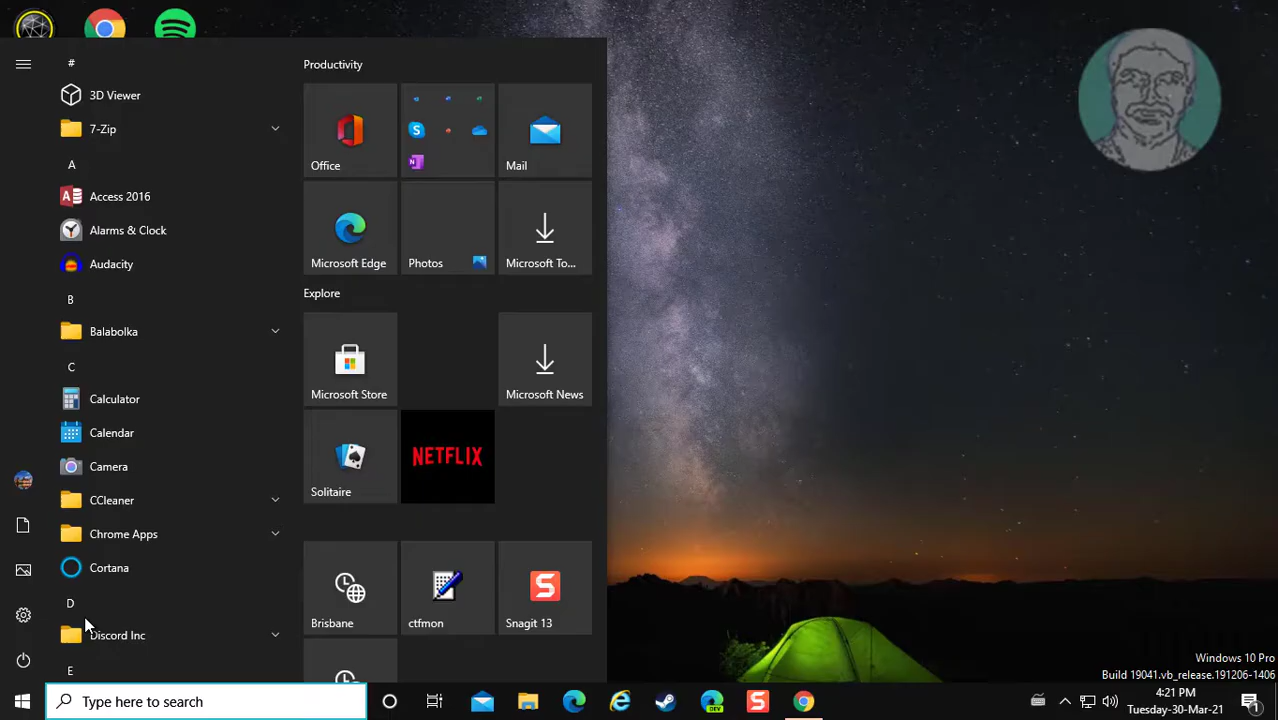 #
3D Viewer
7-Zip
A
Access 2016
Alarms & Clock
Audacity
B
Balabolka
C
Calculator
Calendar
Camera
CCleaner
Chrome Apps
Cortana
D
Discord Inc
E
Productivity
Office
Mail
Microsoft Edge
Photos
Microsoft To...
Explore
Microsoft Store
Microsoft News
Solitaire
NETFLIX
Brisbane
ctfmon
Snagit 13
Windows 10 Pro
Build 19041.vb_release.191206-1406
Type here to search
DEV
4:21 PM
Tuesday-30-Mar-21
1